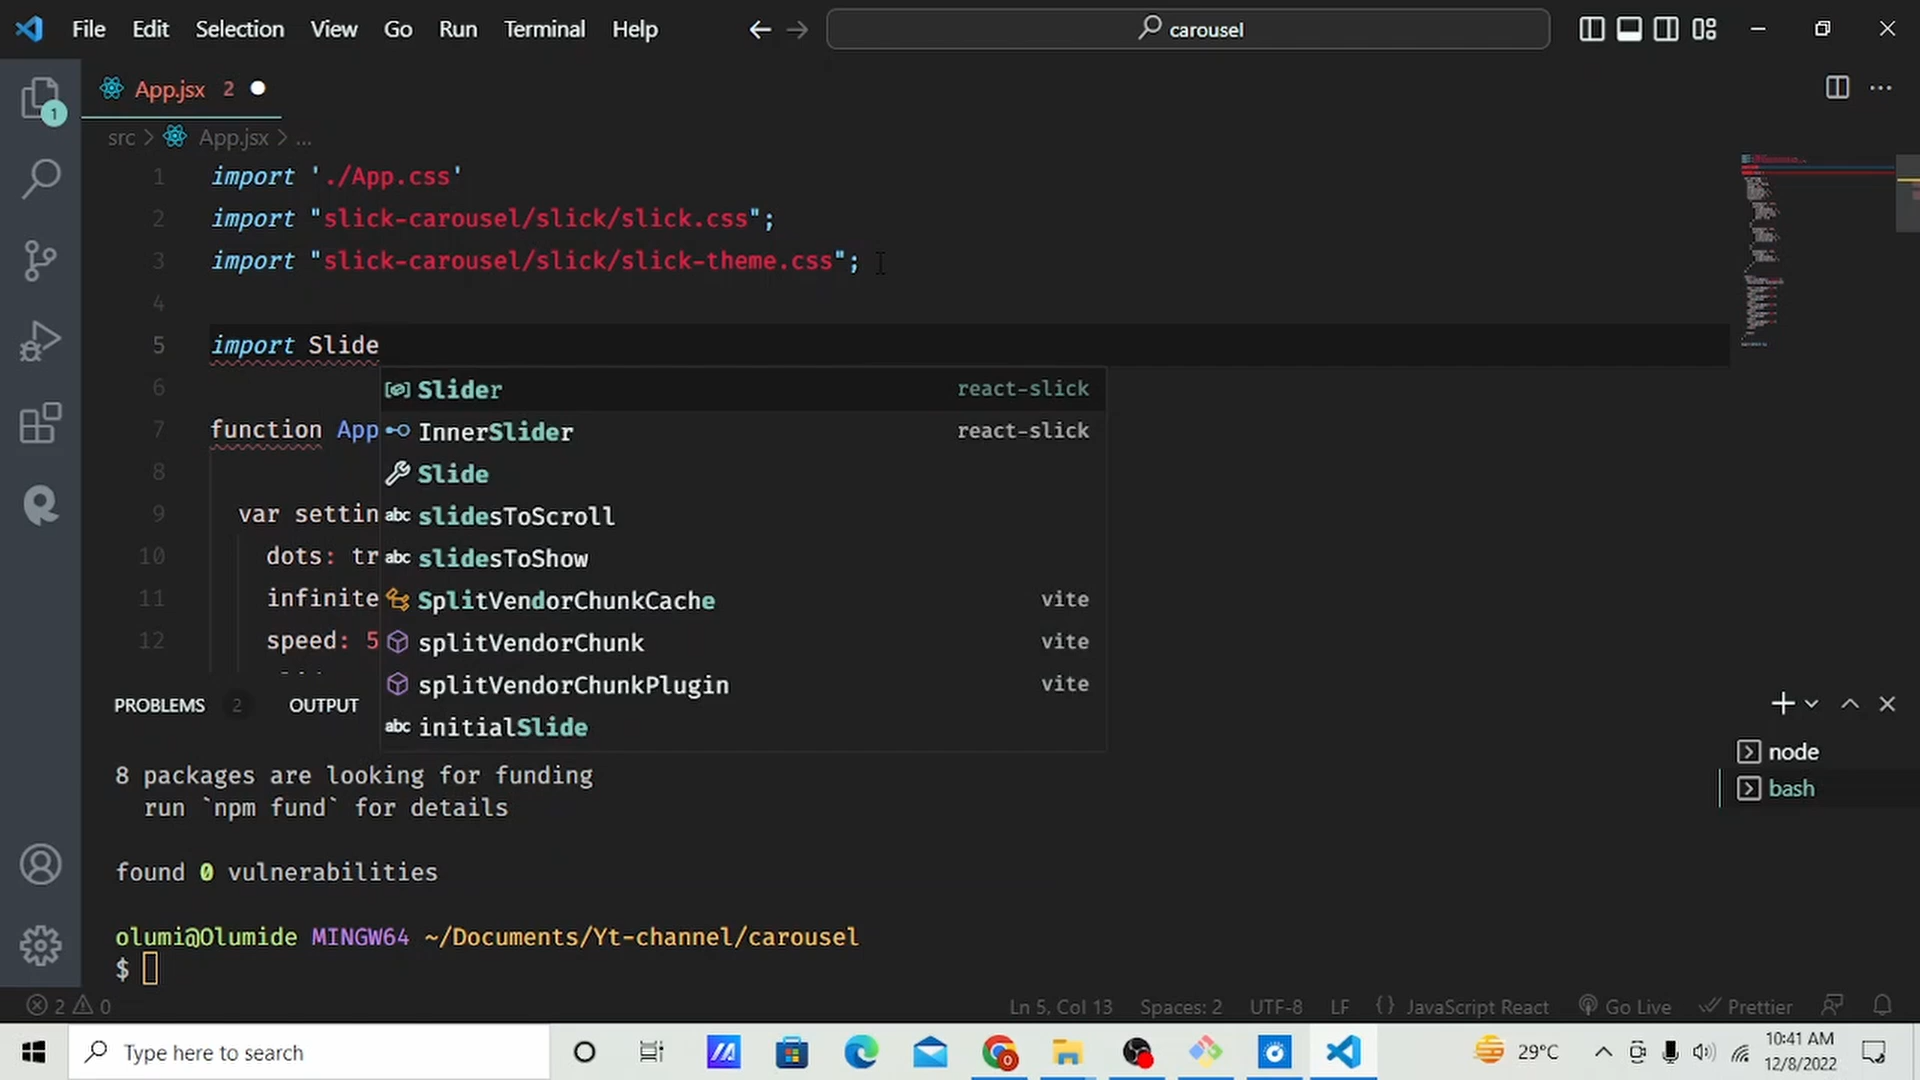 File Edit Selection View Go Run Terminal Help carousel
1
App.jsx 2
src > App.jsx > ...
1 import './App.css'
2 import "slick-carousel/slick/slick.css";
3 import "slick-carousel/slick/slick-theme.css";
4
5 import Slide
Slider react-slick
6
InnerSlider react-slick
7 function App
Slide
8
slidesToScroll
9 var settin
slidesToShow
10 dots: tr
SplitVendorChunkCache vite
11 infinite
splitVendorChunk vite
12 speed: 5
splitVendorChunkPlugin vite
initialSlide
PROBLEMS 2 OUTPUT
8 packages are looking for funding
run `npm fund` for details
found 0 vulnerabilities
olumi@Olumide MINGW64 ~/Documents/Yt-channel/carousel
$
node
bash
2 0 Ln 5, Col 13 Spaces: 2 UTF-8 LF {} JavaScript React Go Live Prettier
Type here to search
29°C
10:41 AM
12/8/2022